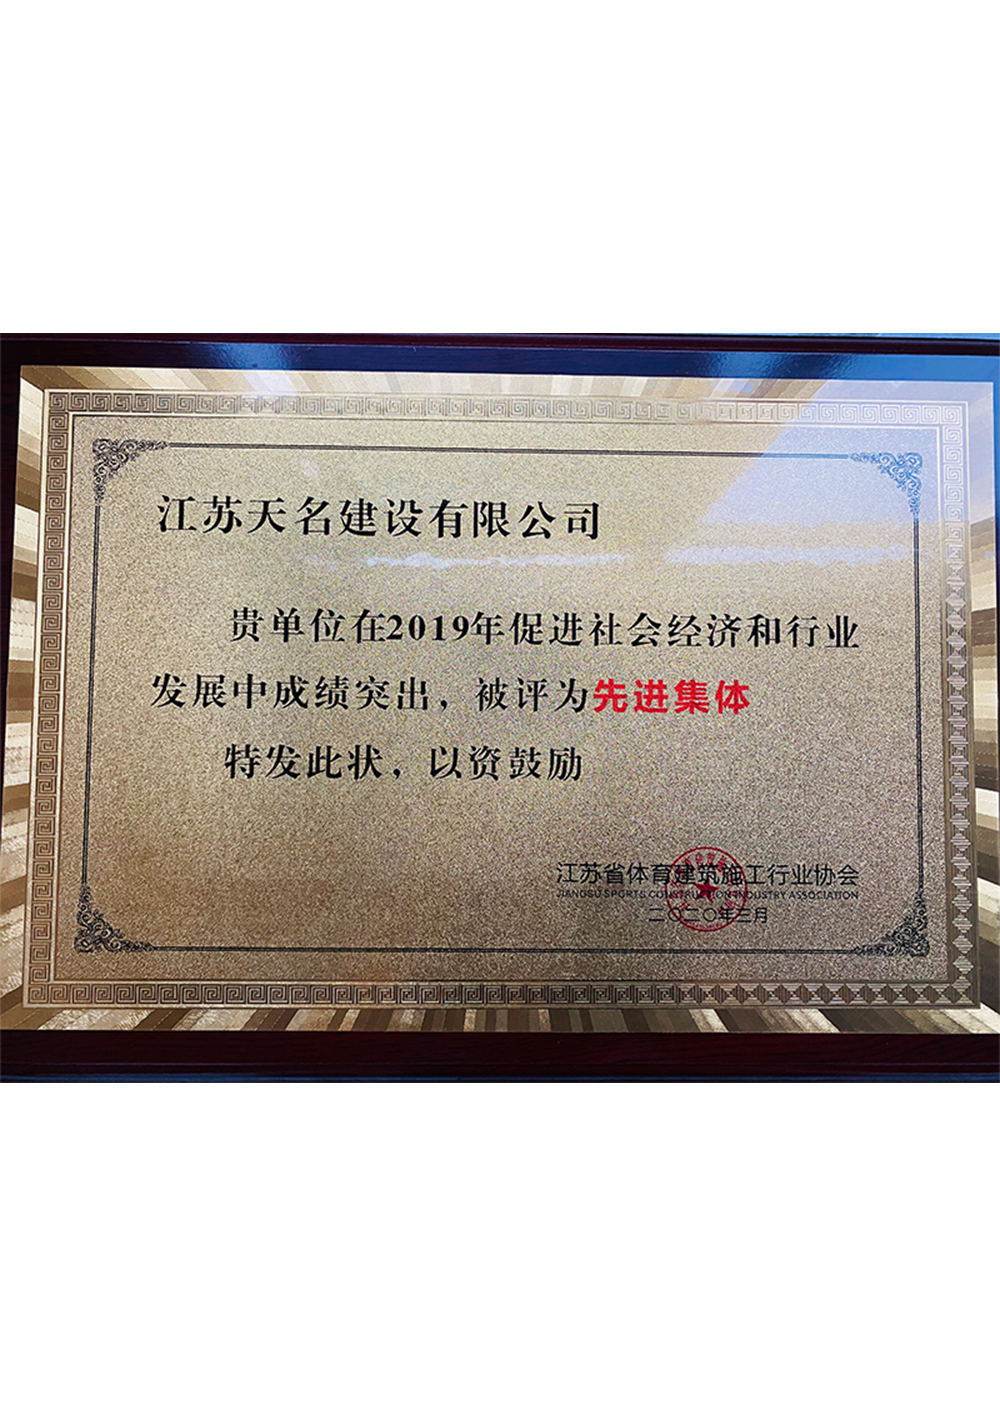 江苏天名建设有限公司
贵单位在2019年促进社会经济和行业
发展中成绩突出，被评为先进集体
特发此状，以资鼓励
江苏省体育建筑施工行业协会
JIANGSU SPORTS CONSTRUCTION INDUSTRY ASSOCIATION
二〇二〇年三月